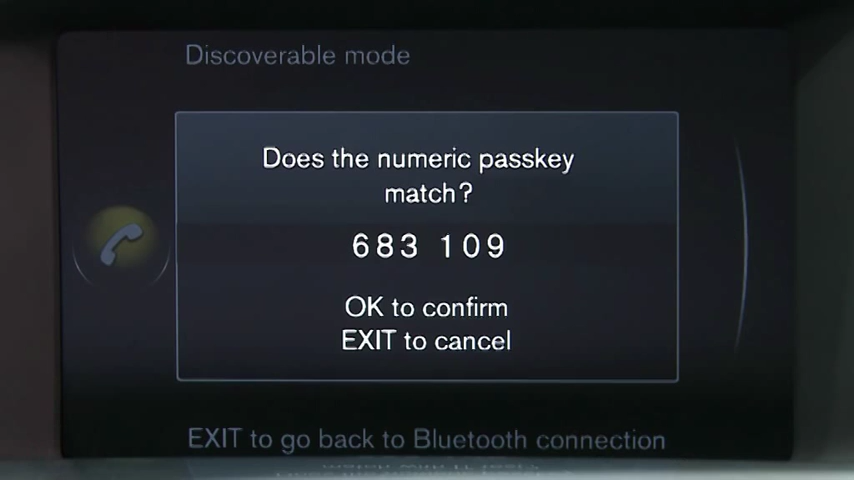 Discoverable mode
Does the numeric passkey
match?
683 109
OK to confirm
EXIT to cancel
EXIT to go back to Bluetooth connection